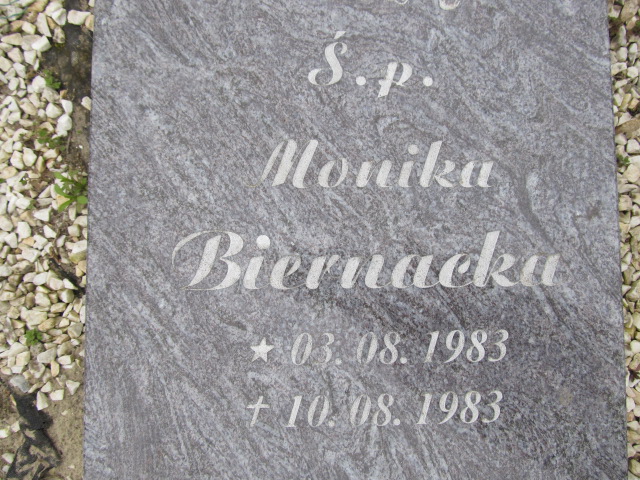 Ś.p.
Monika
Biernacka
★ 03. 08. 1983
✝ 10. 08. 1983